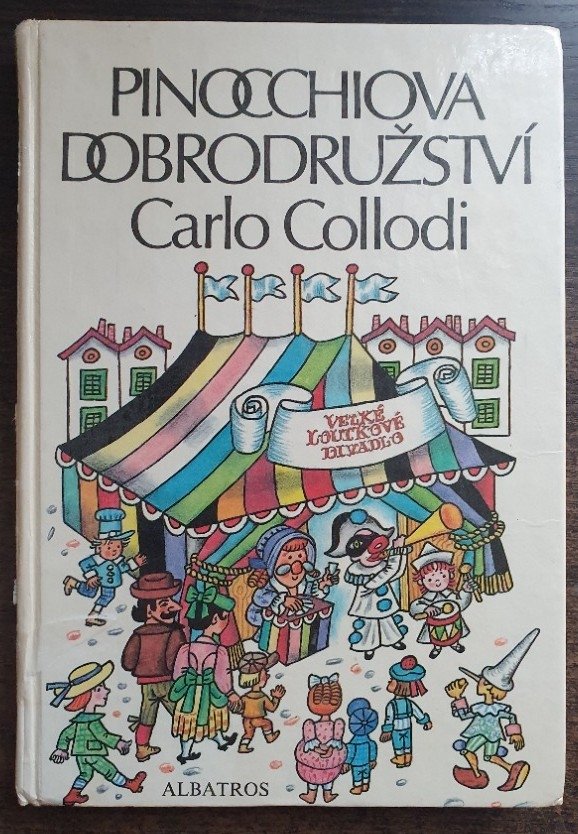 PINOCCHIOVA
DOBRODRUŽSTVÍ
Carlo Collodi
VELKÉ
LOUTKOVÉ
DIVADLO
ALBATROS